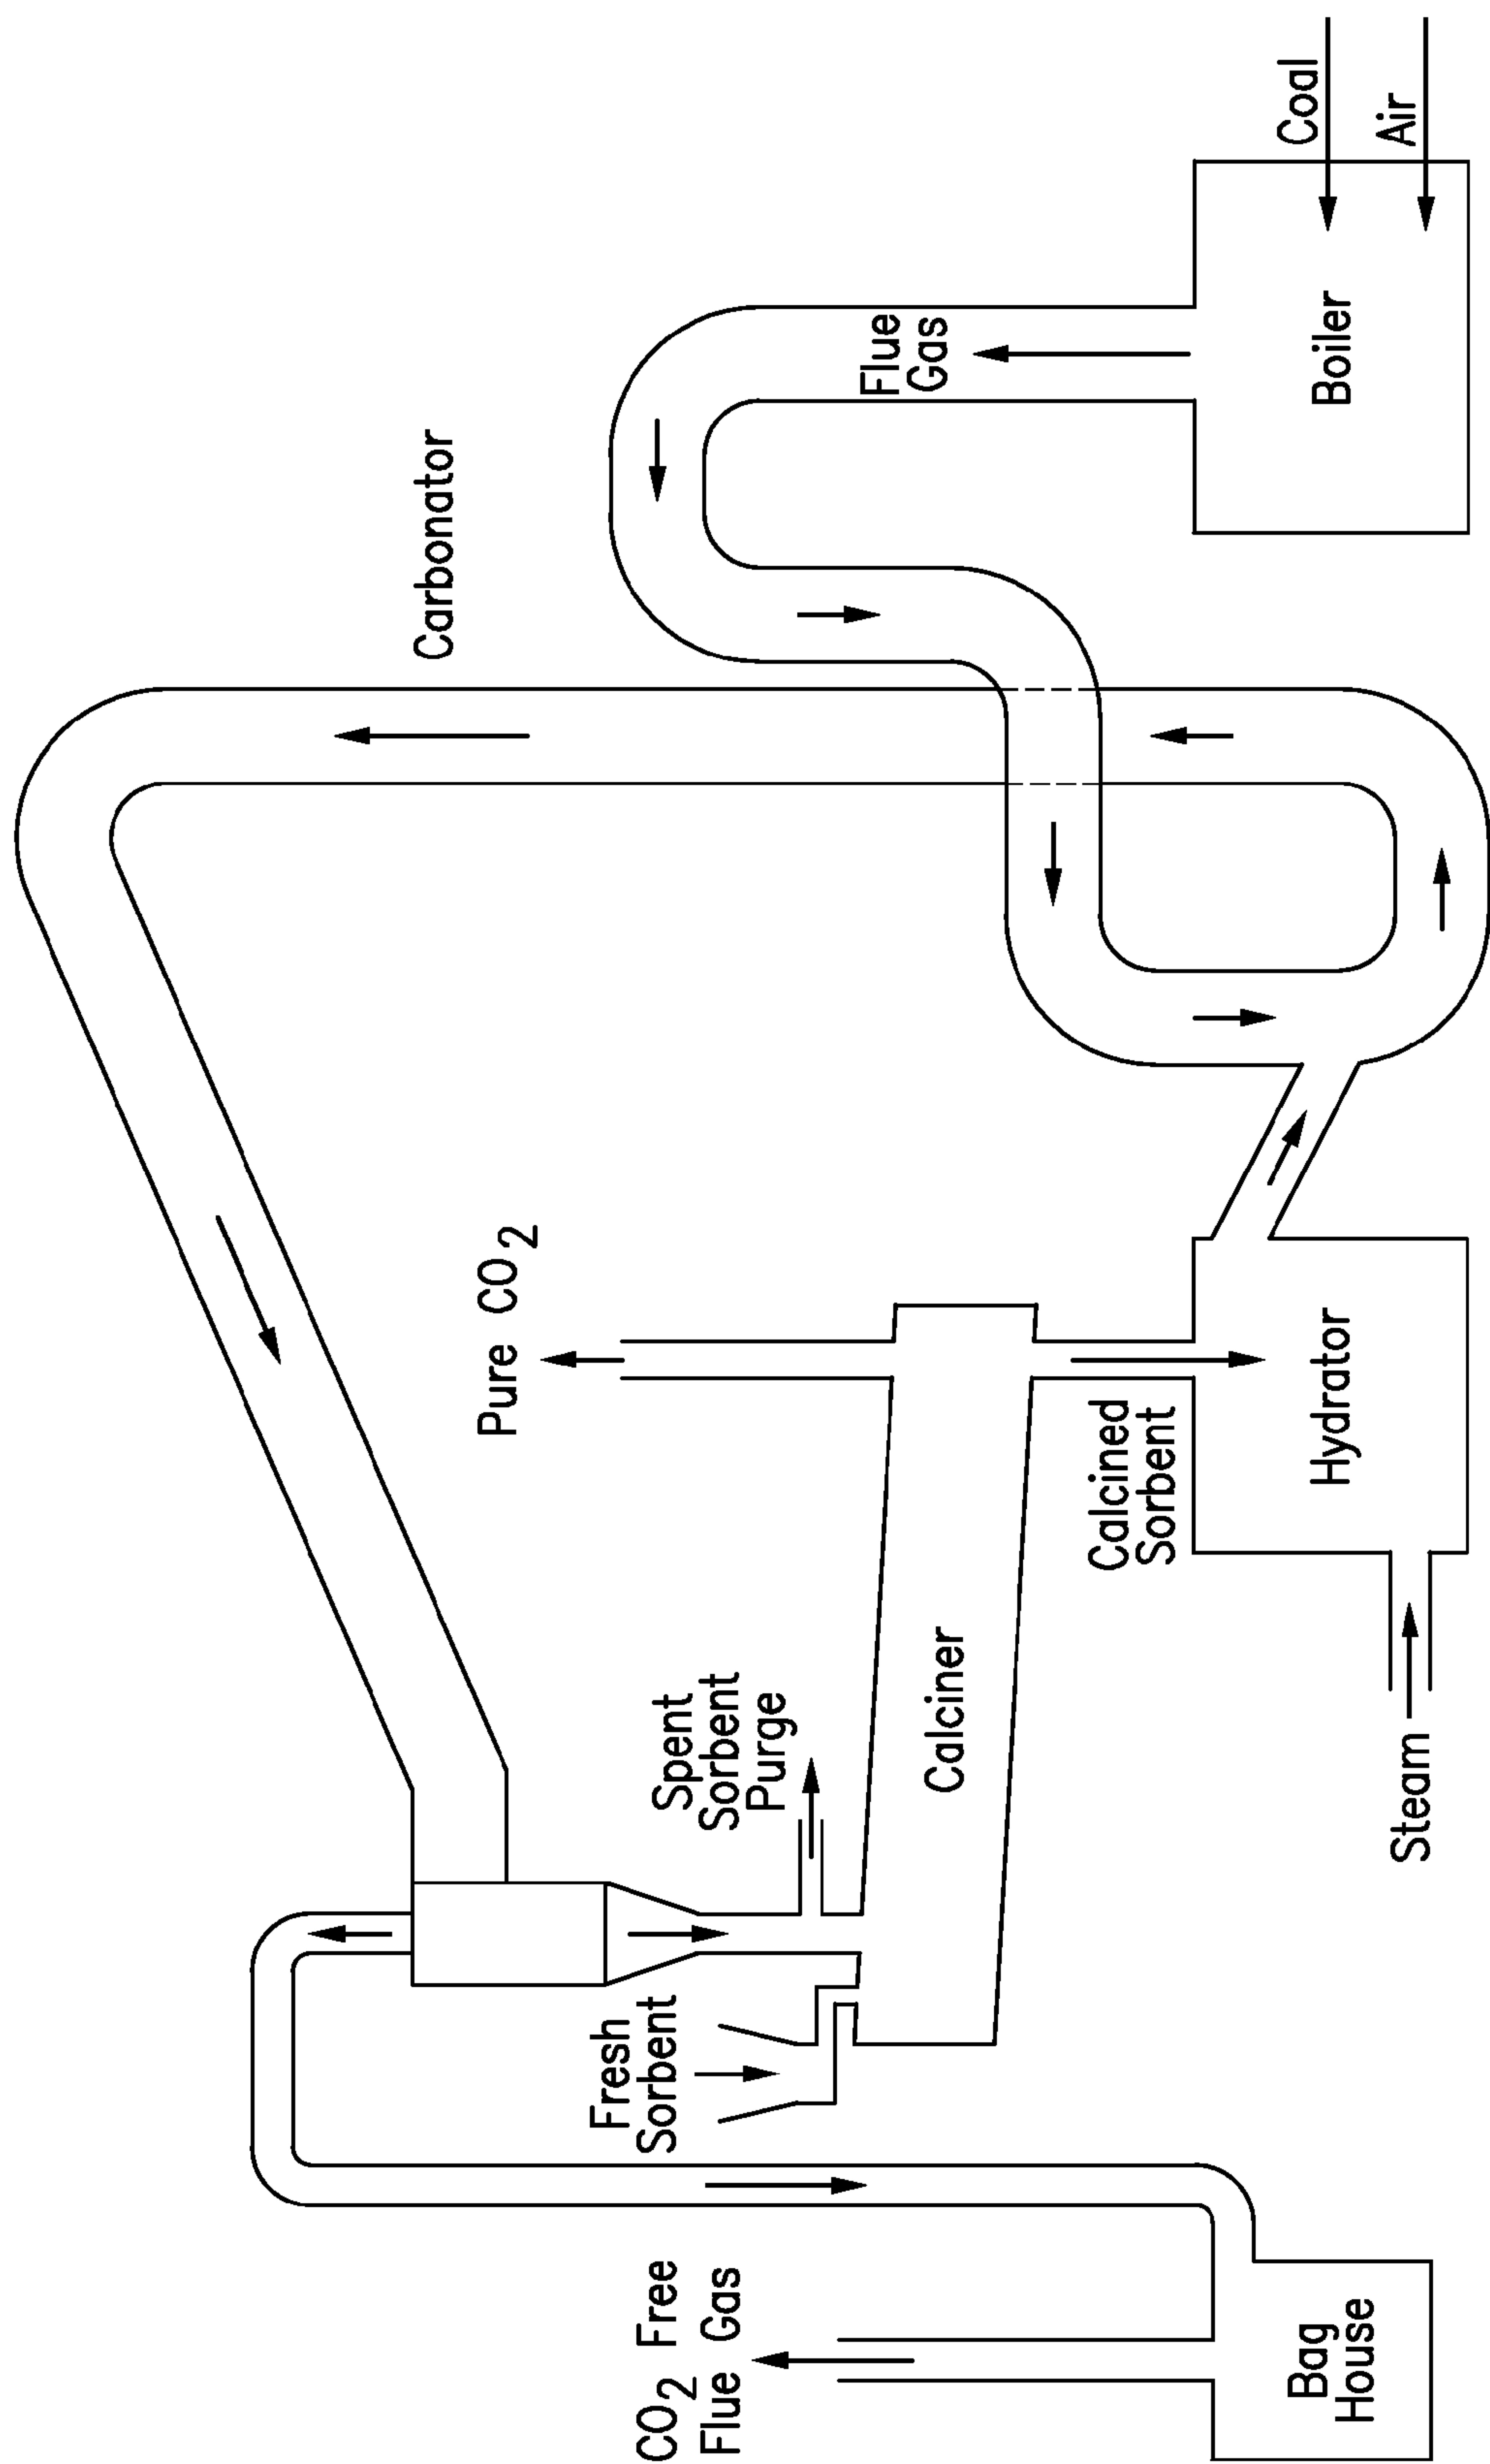 Carbonator
Pure CO2
CO2 Free
Flue Gas
Fresh
Sorbent
Spent
Sorbent
Purge
Flue
Gas
Calciner
Calcined
Sorbent
Coal
Air
Bag
House
Steam
Hydrator
Boiler